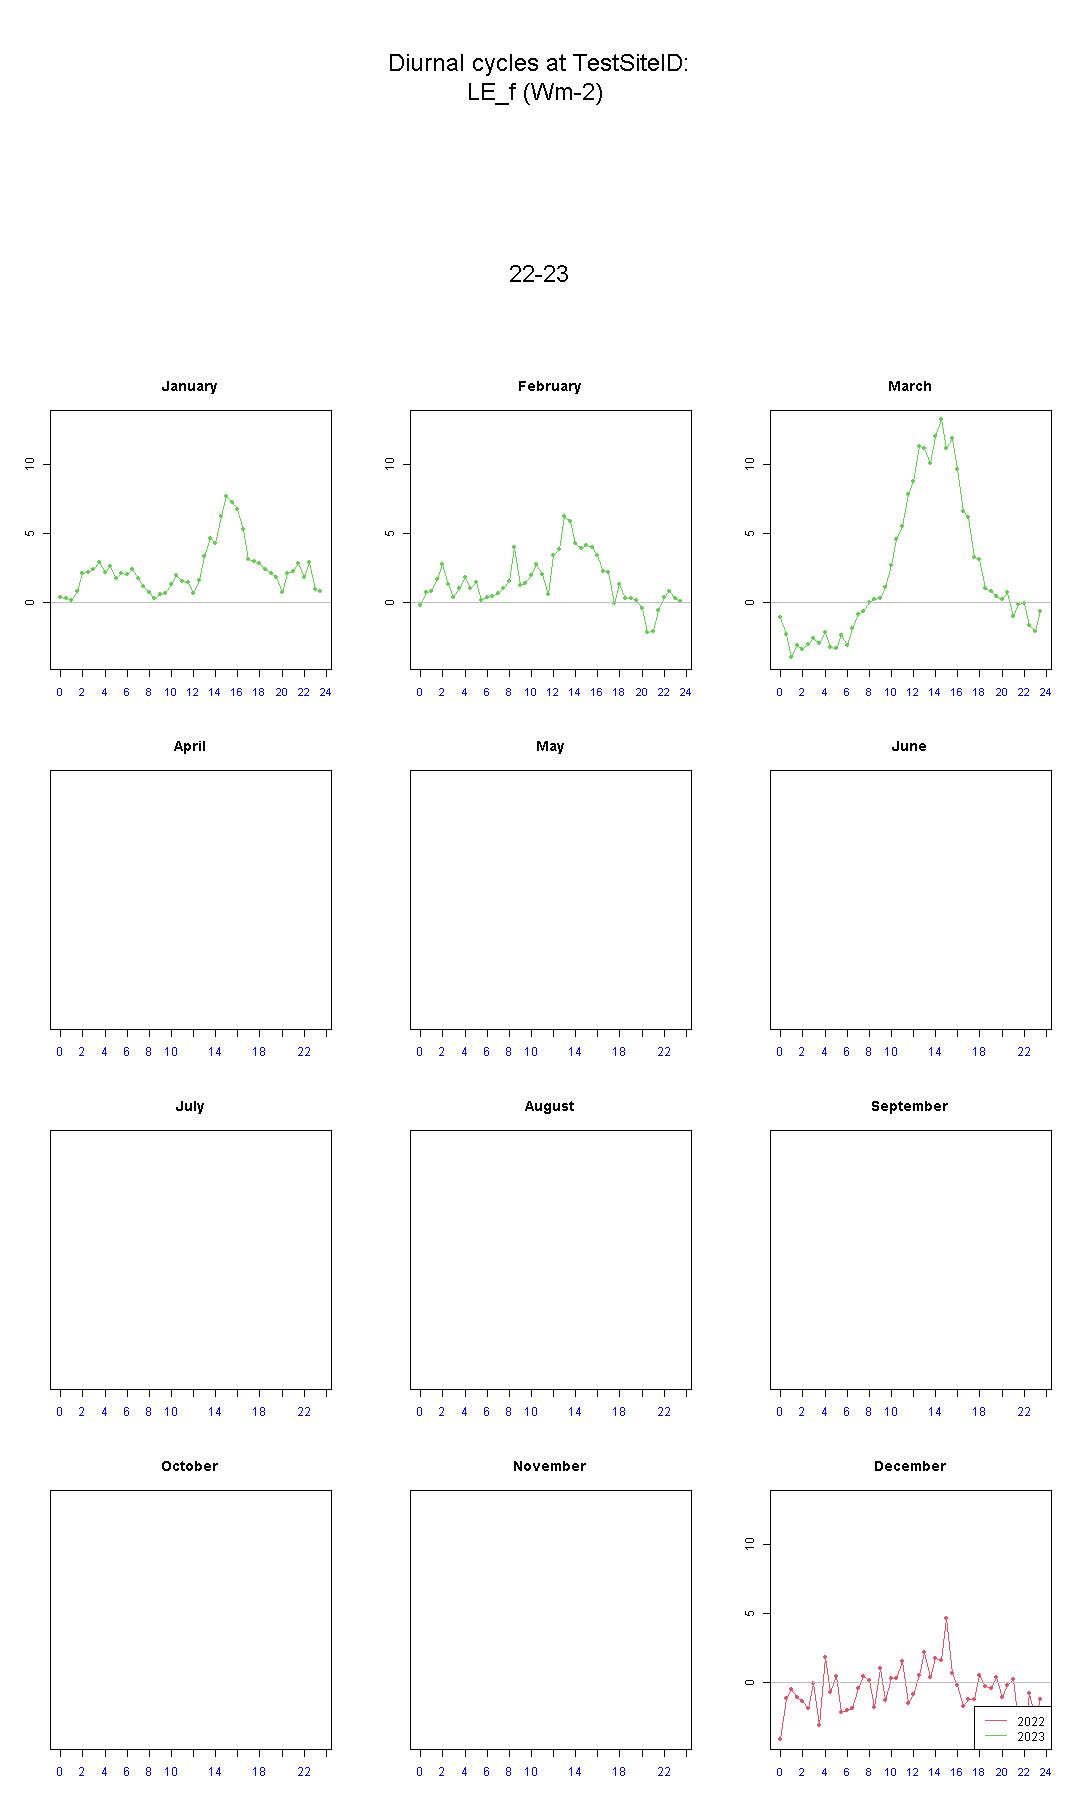 Diurnal cycles at TestSiteID:
LE_f (Wm-2)
22-23
January
February
March
10
5
0
0 2 4 6 8 10 12 14 16 18 20 22 24
10
5
0
0 2 4 6 8 10 12 14 16 18 20 22 24
10
5
0
0 2 4 6 8 10 12 14 16 18 20 22 24
April
May
June
0 2 4 6 8 10 14 18 22
0 2 4 6 8 10 14 18 22
0 2 4 6 8 10 14 18 22
July
August
September
0 2 4 6 8 10 14 18 22
0 2 4 6 8 10 14 18 22
0 2 4 6 8 10 14 18 22
October
November
December
0 2 4 6 8 10 14 18 22
0 2 4 6 8 10 14 18 22
10
5
0
2022
2023
0 2 4 6 8 10 12 14 16 18 20 22 24